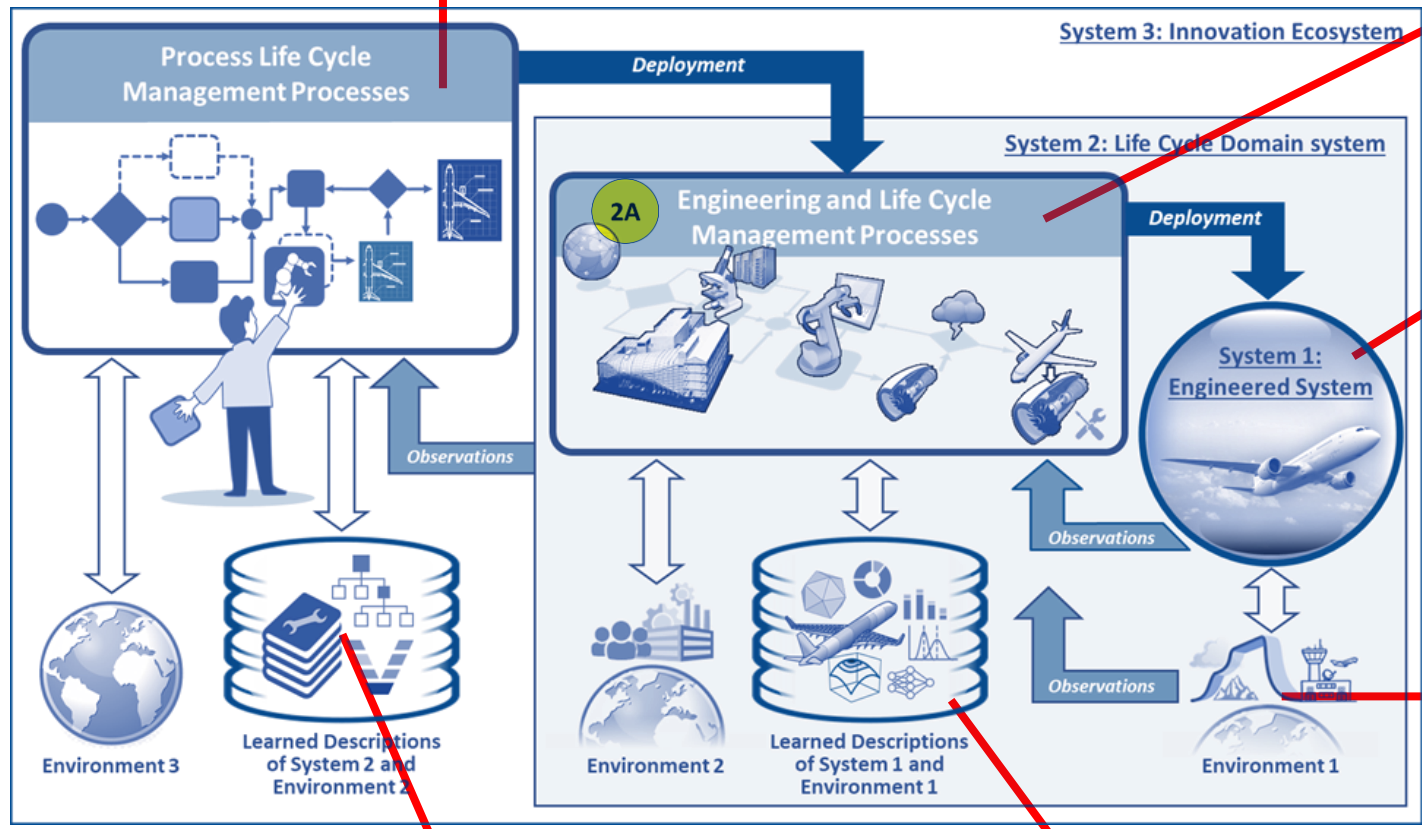 System 3: Innovation Ecosystem
Process Life Cycle
Management Processes
Deployment
System 2: Life Cycle Domain system
2A
Engineering and Life Cycle
Management Processes
Deployment
System 1:
Engineered System
Observations
Observations
Observations
Environment 3
Learned Descriptions
of System 2 and
Environment 2
Environment 2
Learned Descriptions
of System 1 and
Environment 1
Environment 1